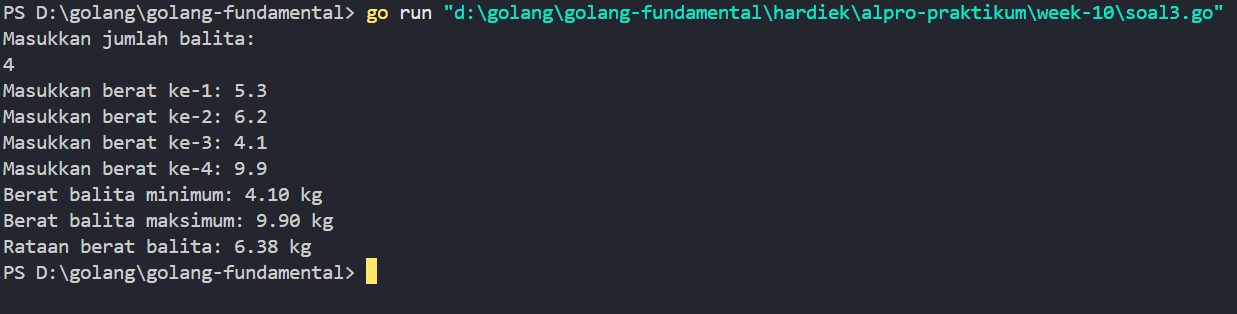 PS D:\golang\golang-fundamental> go run "d:\golang\golang-fundamental\hardiek\alpro-praktikum\week-10\soal3.go"
Masukkan jumlah balita:
4
Masukkan berat ke-1: 5.3
Masukkan berat ke-2: 6.2
Masukkan berat ke-3: 4.1
Masukkan berat ke-4: 9.9
Berat balita minimum: 4.10 kg
Berat balita maksimum: 9.90 kg
Rataan berat balita: 6.38 kg
PS D:\golang\golang-fundamental>